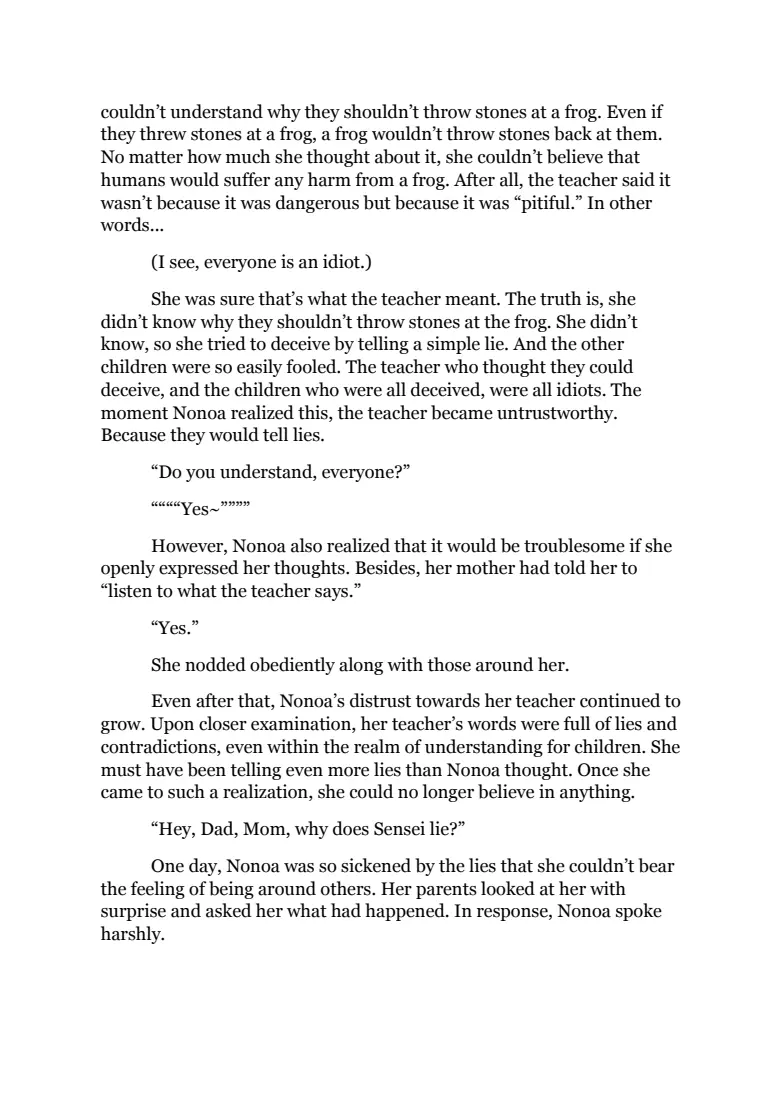 couldn’t understand why they shouldn’t throw stones at a frog. Even if
they threw stones at a frog, a frog wouldn’t throw stones back at them.
No matter how much she thought about it, she couldn’t believe that
humans would suffer any harm from a frog. After all, the teacher said it
wasn’t because it was dangerous but because it was “pitiful.” In other
words...
(I see, everyone is an idiot.)
She was sure that’s what the teacher meant. The truth is, she
didn’t know why they shouldn’t throw stones at the frog. She didn’t
know, so she tried to deceive by telling a simple lie. And the other
children were so easily fooled. The teacher who thought they could
deceive, and the children who were all deceived, were all idiots. The
moment Nonoa realized this, the teacher became untrustworthy.
Because they would tell lies.
“Do you understand, everyone?”
““““Yes~””””
However, Nonoa also realized that it would be troublesome if she
openly expressed her thoughts. Besides, her mother had told her to
“listen to what the teacher says.”
“Yes.”
She nodded obediently along with those around her.
Even after that, Nonoa’s distrust towards her teacher continued to
grow. Upon closer examination, her teacher’s words were full of lies and
contradictions, even within the realm of understanding for children. She
must have been telling even more lies than Nonoa thought. Once she
came to such a realization, she could no longer believe in anything.
“Hey, Dad, Mom, why does Sensei lie?”
One day, Nonoa was so sickened by the lies that she couldn’t bear
the feeling of being around others. Her parents looked at her with
surprise and asked her what had happened. In response, Nonoa spoke
harshly.